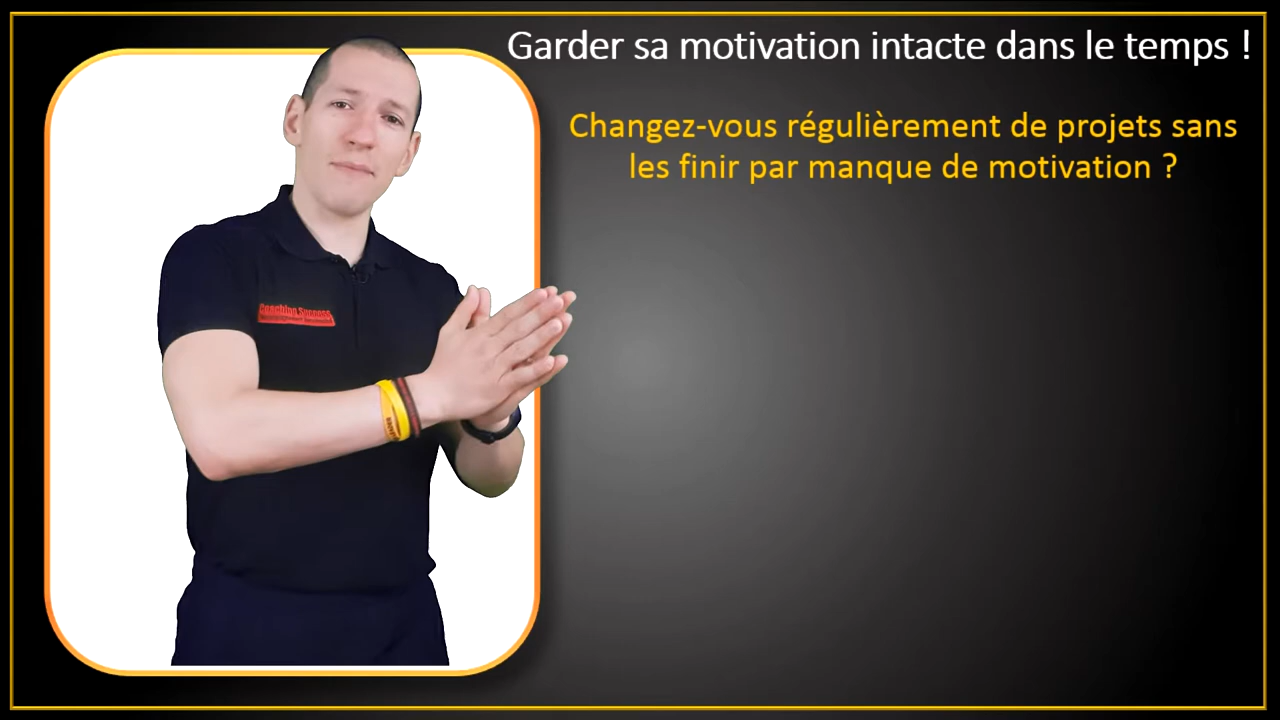 Garder sa motivation intacte dans le temps !
Changez-vous régulièrement de projets sans
les finir par manque de motivation ?
Coaching Success